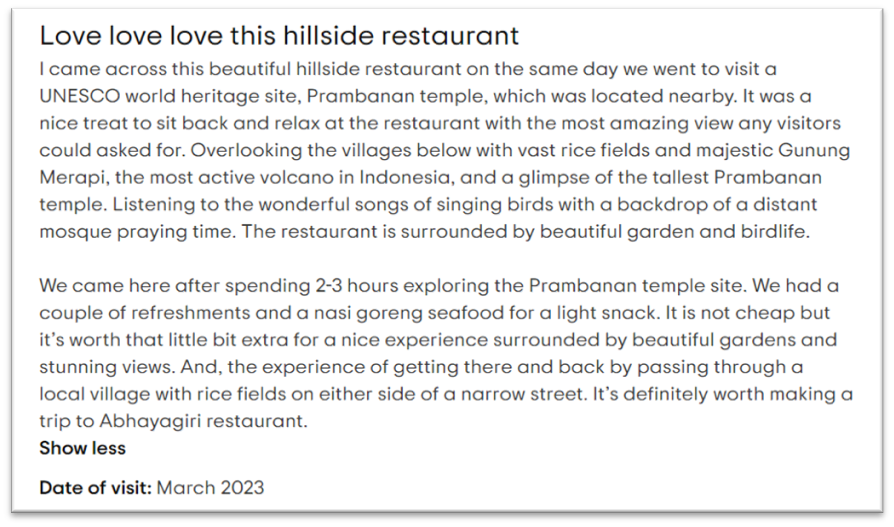 Love love love this hillside restaurant
I came across this beautiful hillside restaurant on the same day we went to visit a
UNESCO world heritage site, Prambanan temple, which was located nearby. It was a
nice treat to sit back and relax at the restaurant with the most amazing view any visitors
could asked for. Overlooking the villages below with vast rice fields and majestic Gunung
Merapi, the most active volcano in Indonesia, and a glimpse of the tallest Prambanan
temple. Listening to the wonderful songs of singing birds with a backdrop of a distant
mosque praying time. The restaurant is surrounded by beautiful garden and birdlife.
We came here after spending 2-3 hours exploring the Prambanan temple site. We had a
couple of refreshments and a nasi goreng seafood for a light snack. It is not cheap but
it's worth that little bit extra for a nice experience surrounded by beautiful gardens and
stunning views. And, the experience of getting there and back by passing through a
local village with rice fields on either side of a narrow street. It's definitely worth making a
trip to Abhayagiri restaurant.
Show less
Date of visit: March 2023